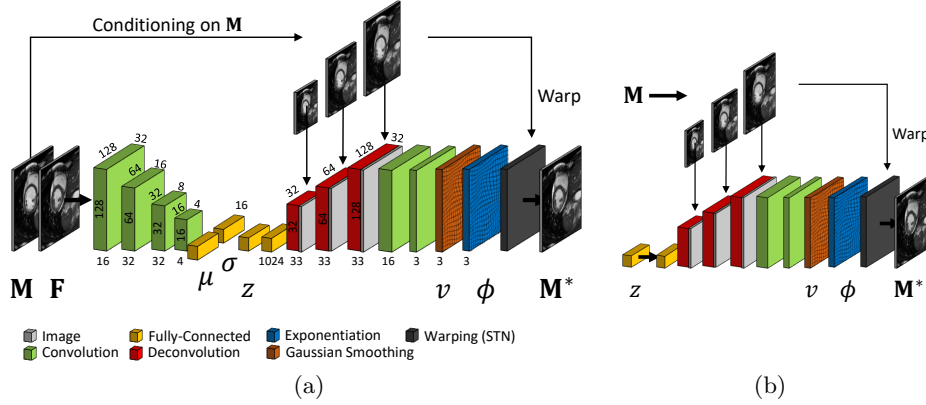 Conditioning on M
Warp
128
32
128
64
16
64
32
8
32
16
4
16
16
32
32
4
16
1024
32
32
33
64
64
33
128
32
128
33
16
3
3
3
M F
μ
σ
z
v
ϕ
M*
Image
Fully-Connected
Exponentiation
Warping (STN)
Convolution
Deconvolution
Gaussian Smoothing
(a)
M
Warp
z
v
ϕ
M*
(b)